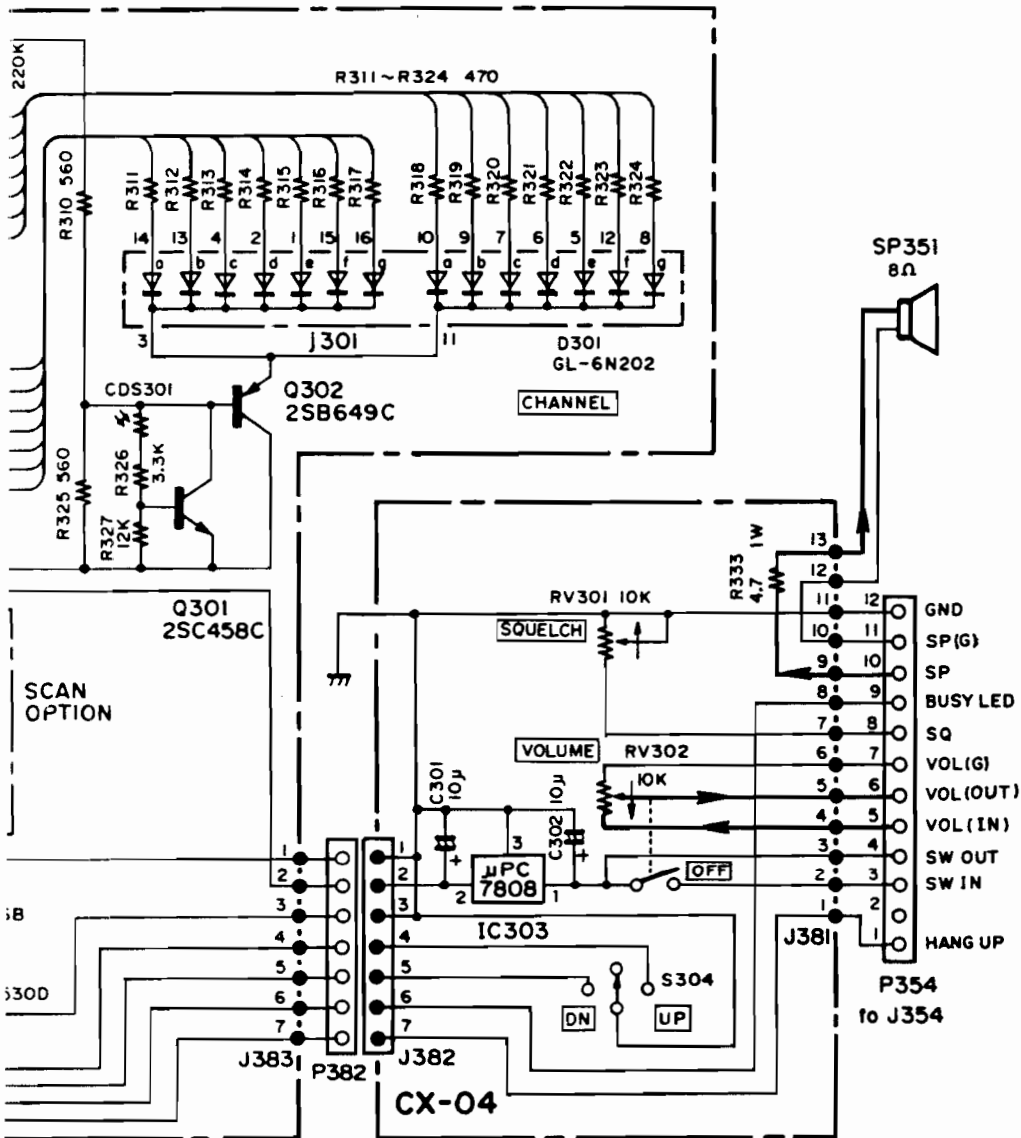 220K
R311~R324 470
R310 560
R311
R312
R313
R314
R315
R316
R317
R318
R319
R320
R321
R322
R323
R324
14 13 4 2 1 15 16 10 9 7 6 5 12 8
a b c d e f g a b c d e f g
3
J301
11
D301
GL-6N202
SP351
8Ω
CDS301
Q302
2SB649C
CHANNEL
R325 560
R326
3.3K
R327
12K
Q301
2SC458C
SCAN
OPTION
R333
4.7 1W
RV301 10K
SQUELCH
VOLUME
RV302
10K
C301
10μ
C302 10μ
3
μPC
7808
2
1
IC303
OFF
S304
DN
UP
13
12
11 12 GND
10 11 SP(G)
9 10 SP
8 9 BUSY LED
7 8 SQ
6 7 VOL(G)
5 6 VOL(OUT)
4 5 VOL(IN)
3 4 SW OUT
2 3 SW IN
1 2
1 HANG UP
J381
P354
to J354
1 1
2 2
3 3
4 4
5 5
6 6
7 7
J383
P382
J382
CX-04